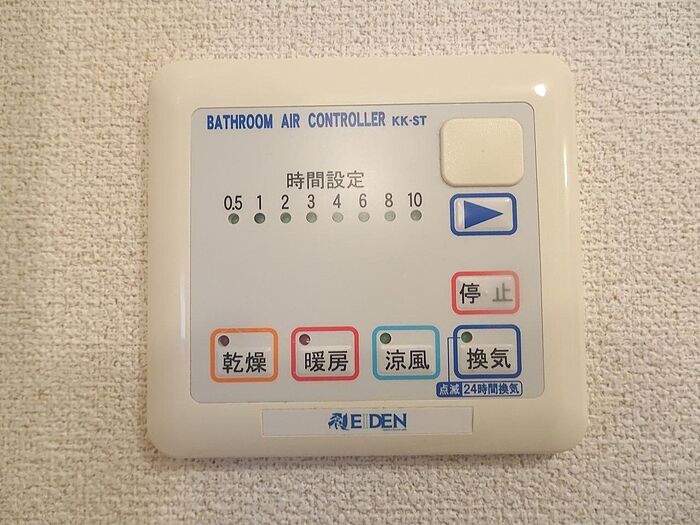 BATHROOM AIR CONTROLLER KK-ST
時間設定
0.5 1 2 3 4 6 8 10
停止
乾燥 暖房 涼風 換気
点滅 24時間換気
EIDEN